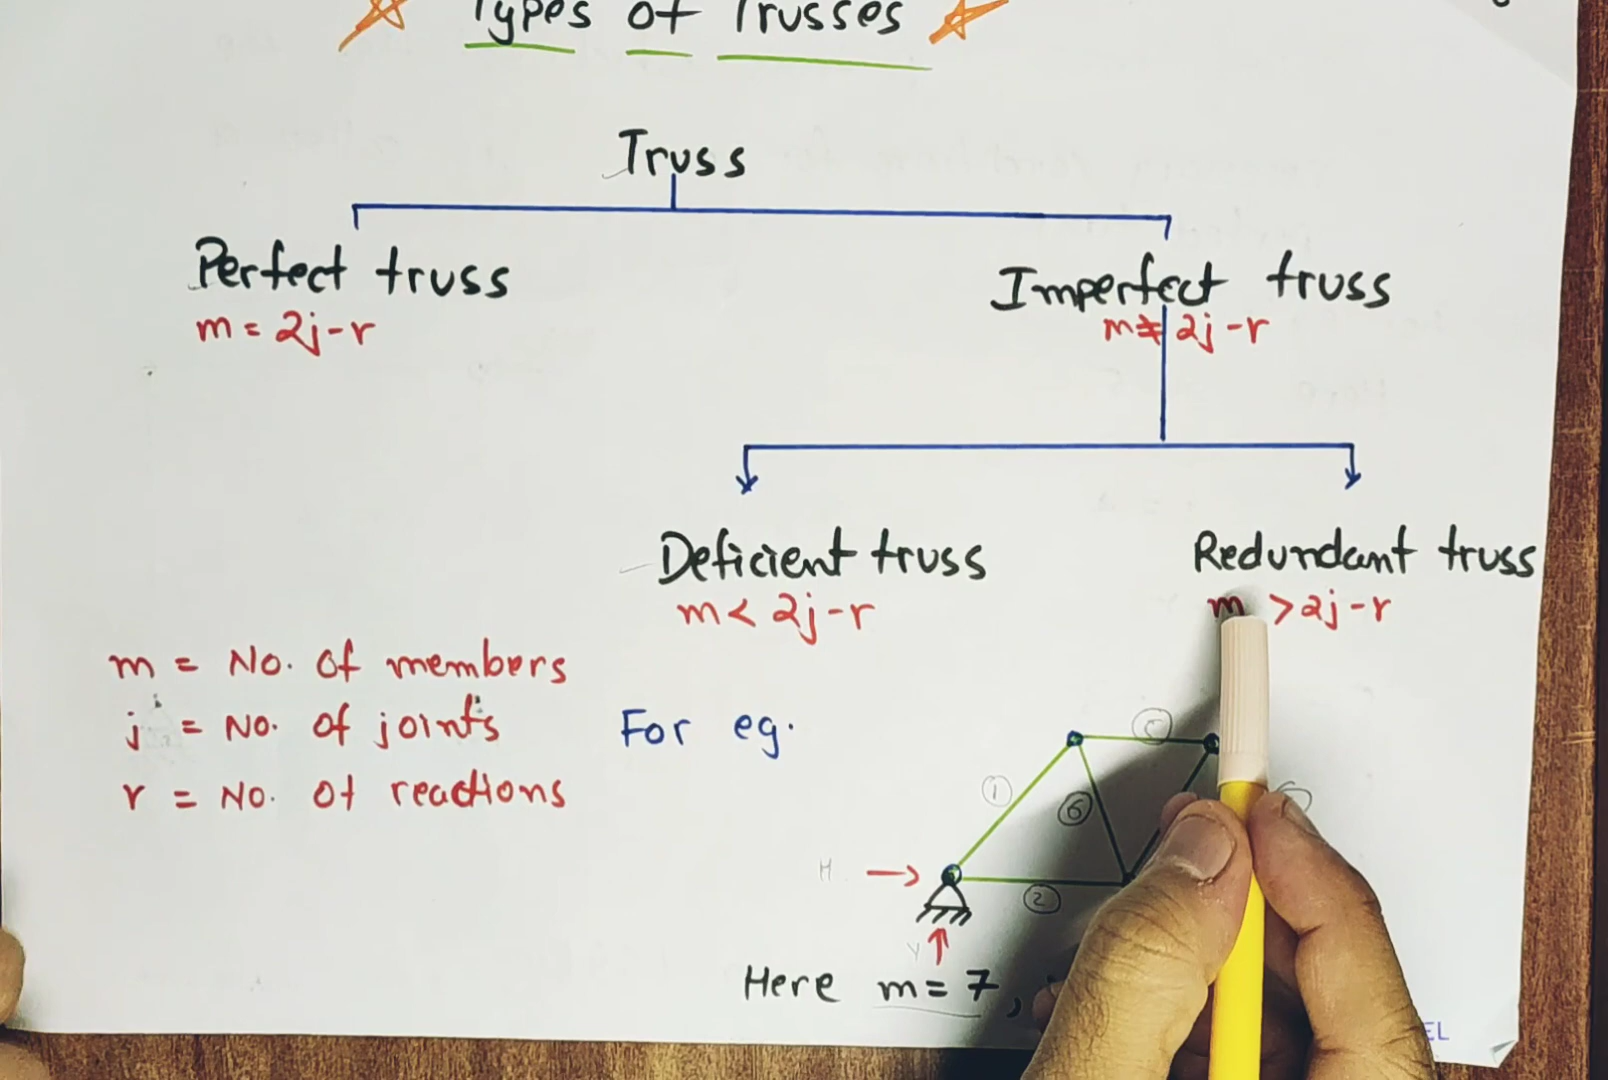 Types of Trusses
Truss
Perfect truss
m = 2j-r
Imperfect truss
m ≠ 2j-r
Deficient truss
m < 2j-r
Redundant truss
m > 2j-r
m = No. of members
j = No. of joints
r = No. of reactions
For eg.
1
6
2
H
V
Here m = 7,
EL